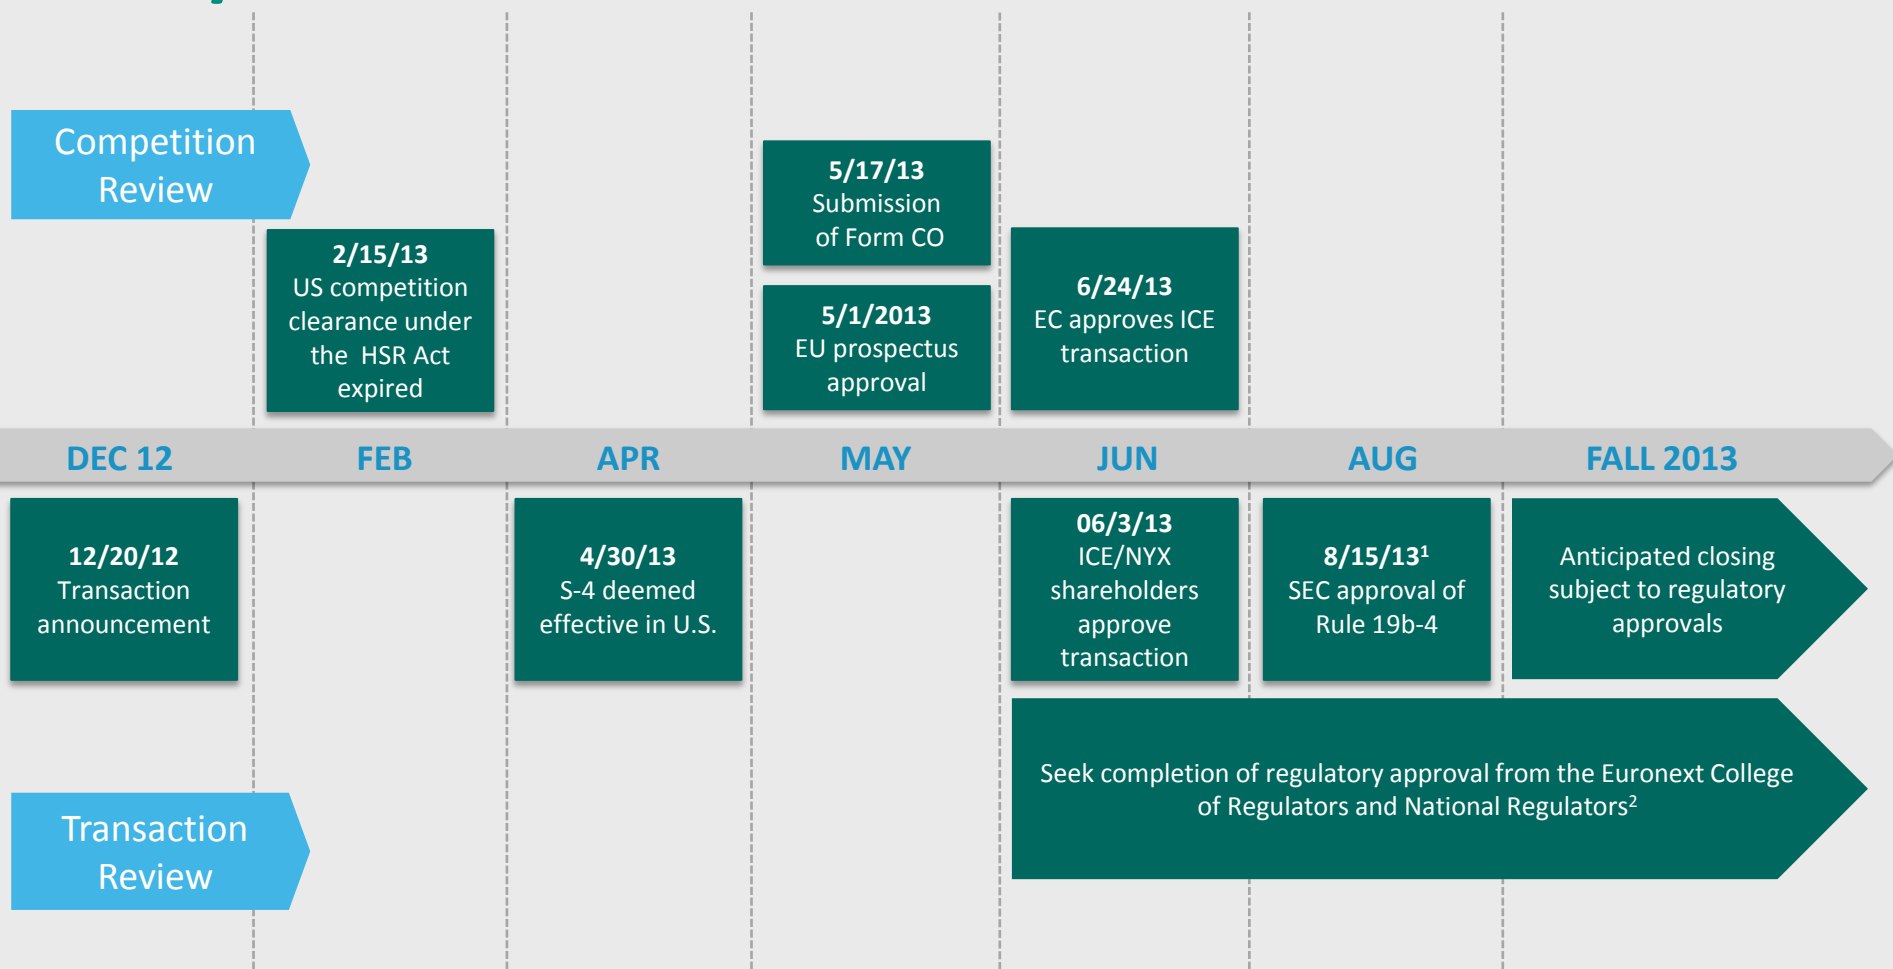 Competition
Review
2/15/13
US competition
clearance under
the HSR Act
expired
5/17/13
Submission
of Form CO
5/1/2013
EU prospectus
approval
6/24/13
EC approves ICE
transaction
DEC 12
FEB
APR
MAY
JUN
AUG
FALL 2013
12/20/12
Transaction
announcement
4/30/13
S-4 deemed
effective in U.S.
06/3/13
ICE/NYX
shareholders
approve
transaction
8/15/13¹
SEC approval of
Rule 19b-4
Anticipated closing
subject to regulatory
approvals
Seek completion of regulatory approval from the Euronext College
of Regulators and National Regulators²
Transaction
Review